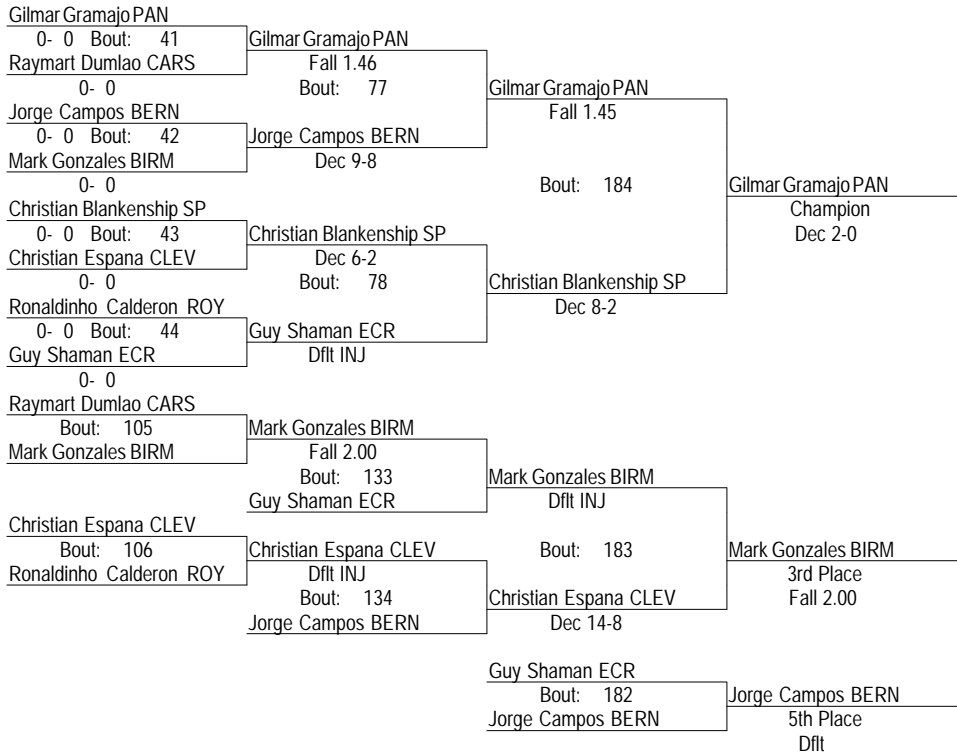 Gilmar Gramajo PAN
0- 0 Bout: 41
Gilmar Gramajo PAN
Raymart Dumlao CARS
Fall 1.46
0- 0
Bout: 77
Gilmar Gramajo PAN
Jorge Campos BERN
Fall 1.45
0- 0 Bout: 42
Jorge Campos BERN
Mark Gonzales BIRM
Dec 9-8
0- 0
Bout: 184
Gilmar Gramajo PAN
Christian Blankenship SP
Champion
0- 0 Bout: 43
Christian Blankenship SP
Dec 2-0
Christian Espana CLEV
Dec 6-2
0- 0
Bout: 78
Christian Blankenship SP
Ronaldinho Calderon ROY
Dec 8-2
0- 0 Bout: 44
Guy Shaman ECR
Guy Shaman ECR
Dflt INJ
0- 0
Raymart Dumlao CARS
Bout: 105
Mark Gonzales BIRM
Mark Gonzales BIRM
Fall 2.00
Bout: 133
Mark Gonzales BIRM
Guy Shaman ECR
Dflt INJ
Christian Espana CLEV
Bout: 106
Christian Espana CLEV
Bout: 183
Mark Gonzales BIRM
Ronaldinho Calderon ROY
Dflt INJ
3rd Place
Bout: 134
Christian Espana CLEV
Fall 2.00
Jorge Campos BERN
Dec 14-8
Guy Shaman ECR
Bout: 182
Jorge Campos BERN
Jorge Campos BERN
5th Place
Dflt